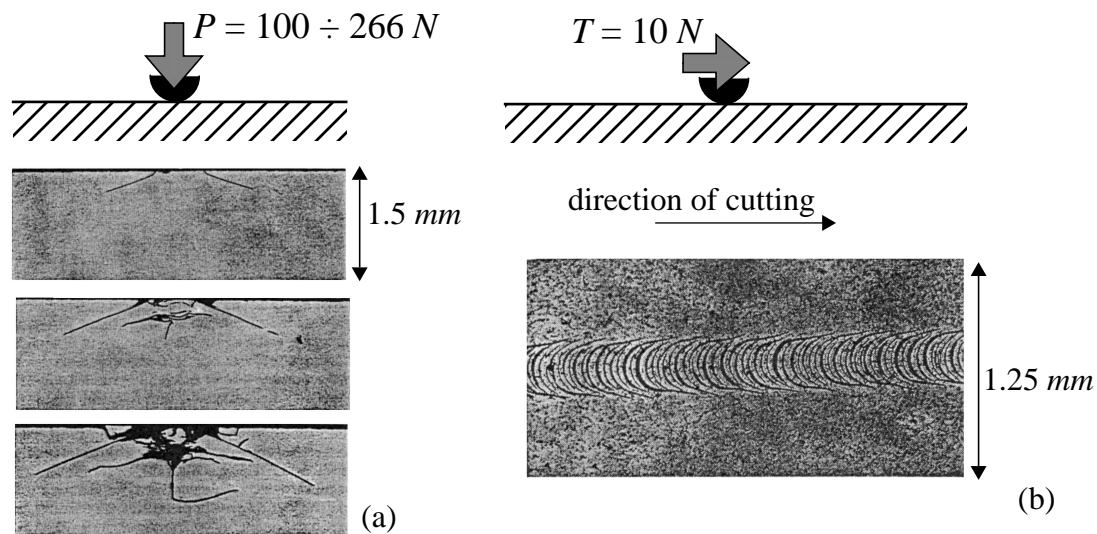 P = 100 ÷ 266 N
T = 10 N
1.5 mm
direction of cutting
1.25 mm
(a)
(b)